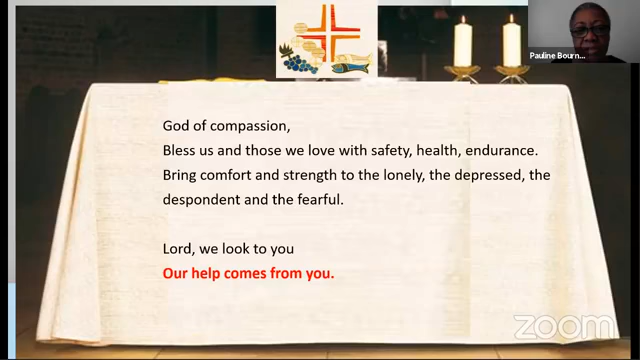 Pauline Bourn...
God of compassion,
Bless us and those we love with safety, health, endurance.
Bring comfort and strength to the lonely, the depressed, the
despondent and the fearful.
Lord, we look to you
Our help comes from you.
zoom